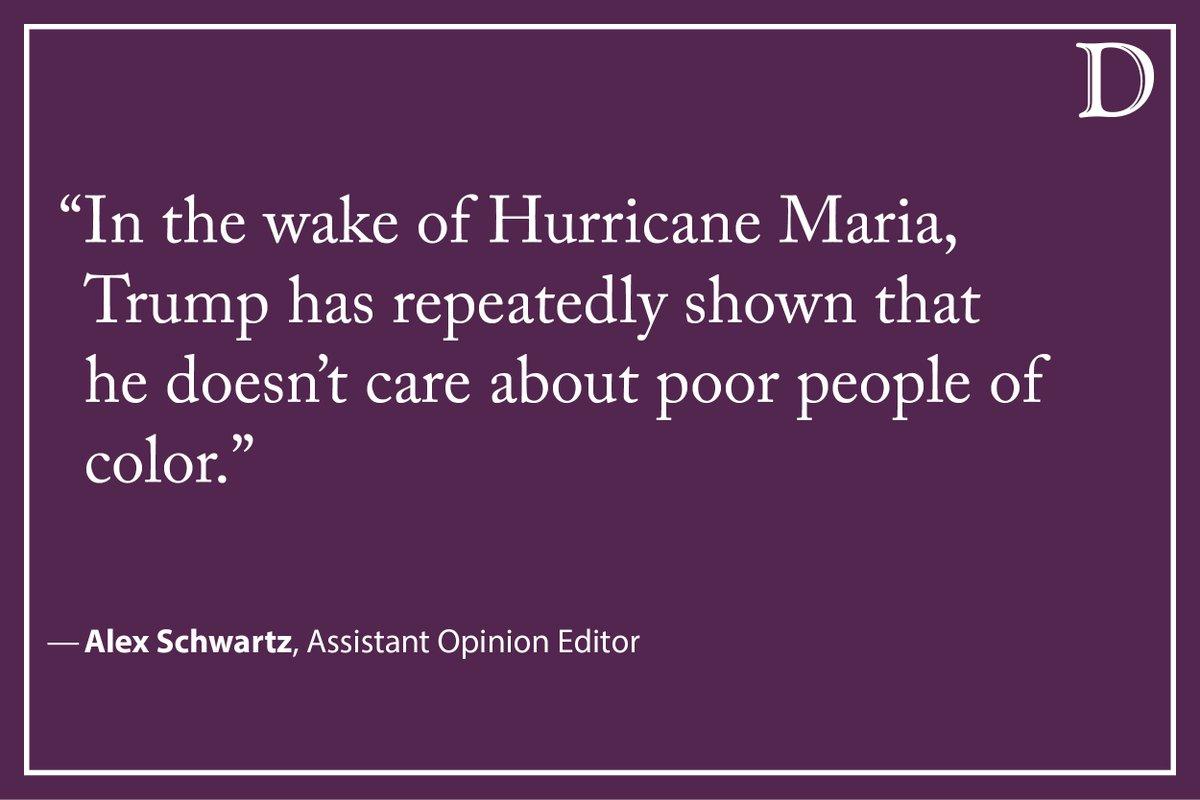 D
“In the wake of Hurricane Maria,
Trump has repeatedly shown that
he doesn’t care about poor people of
color.”
— Alex Schwartz, Assistant Opinion Editor